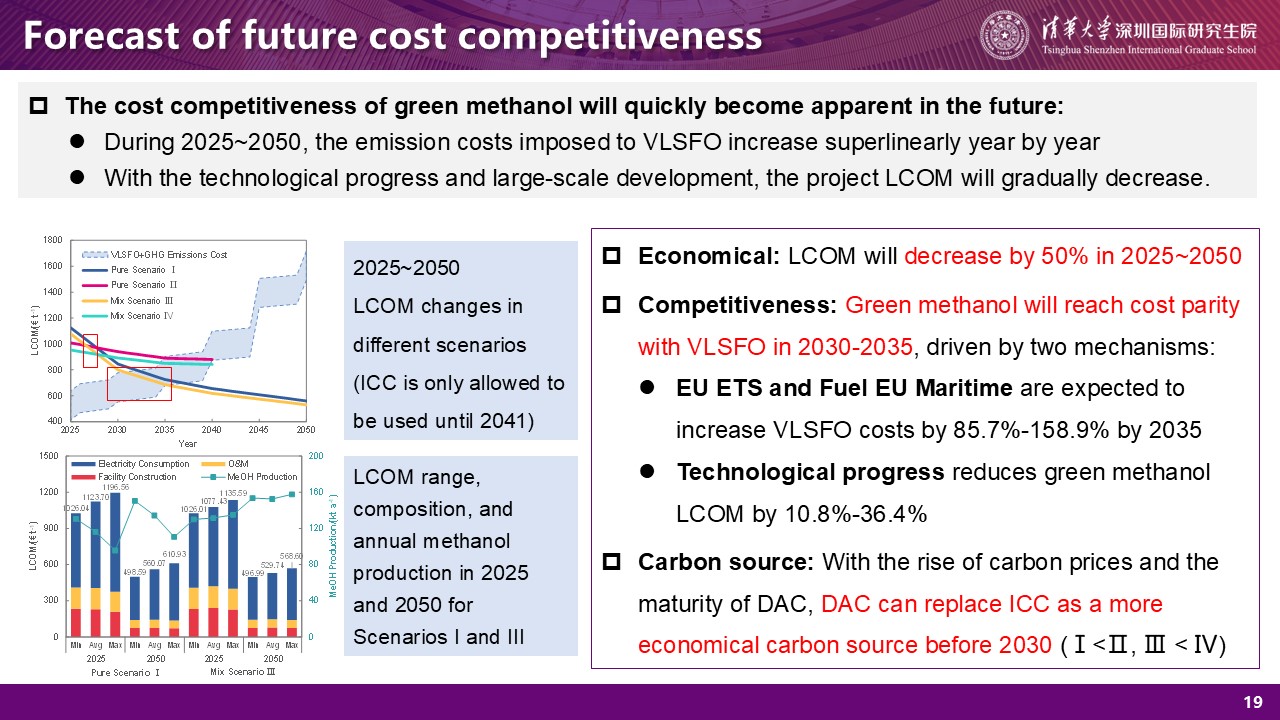 Forecast of future cost competitiveness
清华大学深圳国际研究生院
Tsinghua Shenzhen International Graduate School
The cost competitiveness of green methanol will quickly become apparent in the future:
During 2025~2050, the emission costs imposed to VLSFO increase superlinearly year by year
With the technological progress and large-scale development, the project LCOM will gradually decrease.
1800
1600
1400
1200
1000
800
600
400
LCOM/(€ t⁻¹)
VLSFO+GHG Emissions Cost
Pure Scenario Ⅰ
Pure Scenario Ⅱ
Mix Scenario Ⅲ
Mix Scenario Ⅳ
2025 2030 2035 2040 2045 2050
Year
2025~2050
LCOM changes in
different scenarios
(ICC is only allowed to
be used until 2041)
1500
1200
900
600
300
0
LCOM/(€ t⁻¹)
Electricity Consumption O&M
Facility Construction MeOH Production
1026.04 1123.70 1196.56 498.59 560.07 610.93 1026.01 1077.43 1135.59 496.99 529.74 568.60
200
160
120
80
40
0
MeOH Production/(kt a⁻¹)
Min Avg Max Min Avg Max Min Avg Max Min Avg Max
2025 2050 2025 2050
Pure Scenario Ⅰ Mix Scenario Ⅲ
LCOM range,
composition, and
annual methanol
production in 2025
and 2050 for
Scenarios I and III
Economical: LCOM will decrease by 50% in 2025~2050
Competitiveness: Green methanol will reach cost parity
with VLSFO in 2030-2035, driven by two mechanisms:
EU ETS and Fuel EU Maritime are expected to
increase VLSFO costs by 85.7%-158.9% by 2035
Technological progress reduces green methanol
LCOM by 10.8%-36.4%
Carbon source: With the rise of carbon prices and the
maturity of DAC, DAC can replace ICC as a more
economical carbon source before 2030 (Ⅰ<Ⅱ, Ⅲ < Ⅳ)
19